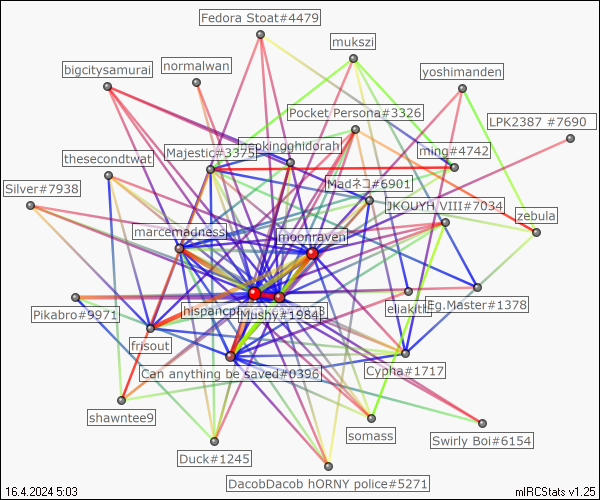 Fedora Stoat#4479
mukszi
bigcitysamurai
normalwan
yoshimanden
Pocket Persona#3326
LPK2387 #7690
thesecondtwat
Majestic#3375
nepkingghidorah
ming#4742
Silver#7938
Madネコ#6901
JKOUYH VIII#7034
zebula
marcemadness
moonraven
Pikabro#9971
Mushy#1984
eliakith
Eg.Master#1378
frisout
Can anything be saved#0396
Cypha#1717
shawntee9
somass
Swirly Boi#6154
Duck#1245
DacobDacob hORNY police#5271
16.4.2024 5:03
mIRCStats v1.25